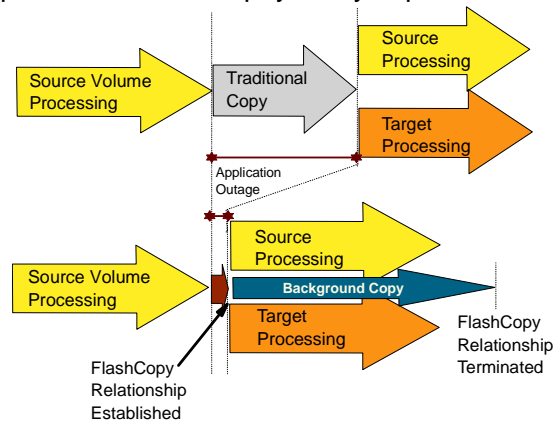 Source
Processing
Source Volume
Processing
Traditional
Copy
Target
Processing
Application
Outage
Source
Processing
Source Volume
Processing
Background Copy
Target
Processing
FlashCopy
Relationship
Established
FlashCopy
Relationship
Terminated